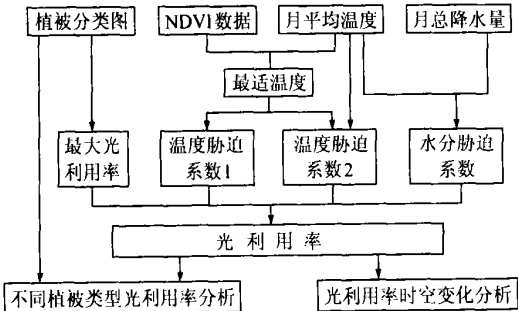 植被分类图 NDVI数据 月平均温度 月总降水量
最适温度
最大光利用率
温度胁迫系数1
温度胁迫系数2
水分胁迫系数
光利用率
不同植被类型光利用率分析 光利用率时空变化分析